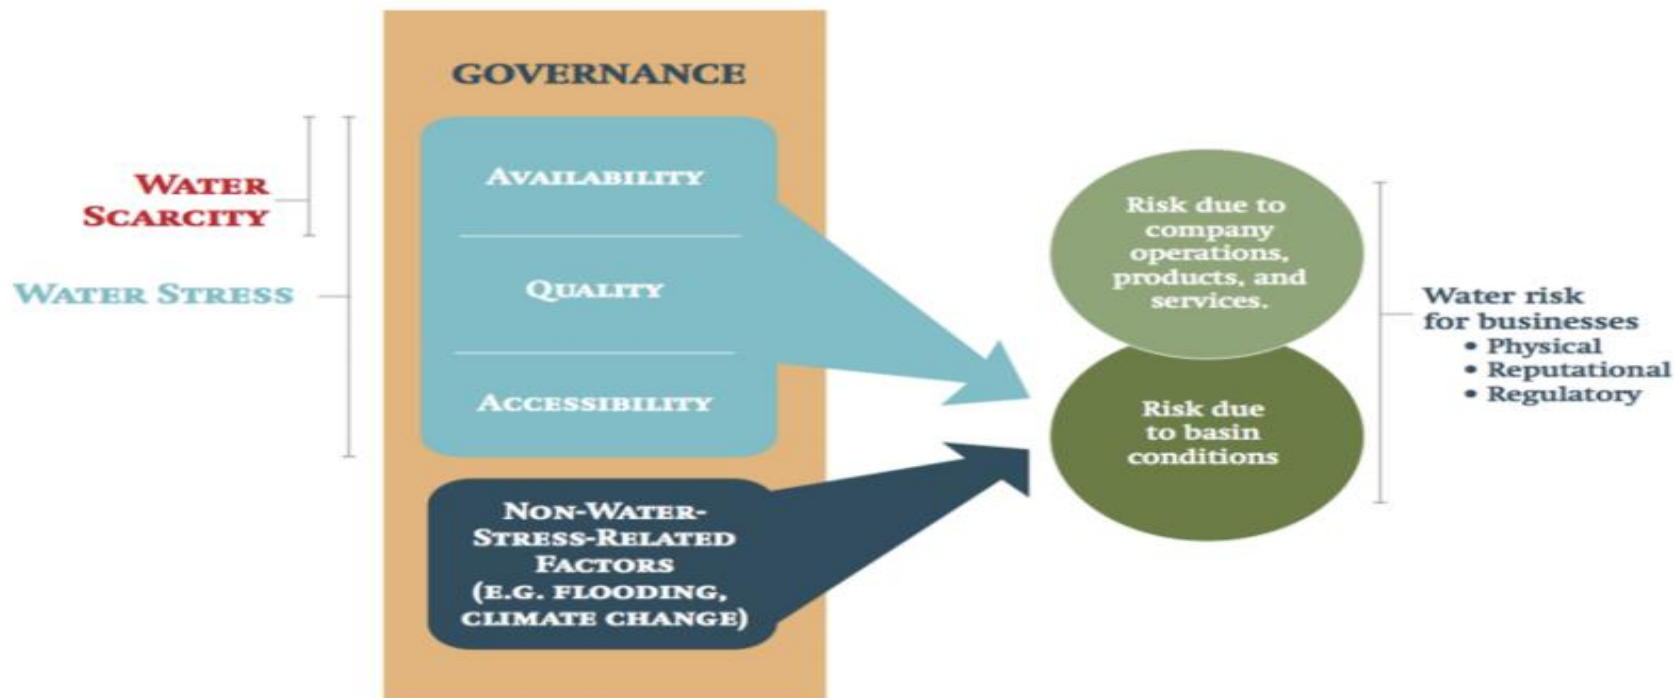 GOVERNANCE
WATER
SCARCITY
WATER STRESS
AVAILABILITY
QUALITY
ACCESSIBILITY
NON-WATER-
STRESS-RELATED
FACTORS
(E.G. FLOODING,
CLIMATE CHANGE)
Risk due to
company
operations,
products, and
services.
Risk due
to basin
conditions
Water risk
for businesses
• Physical
• Reputational
• Regulatory